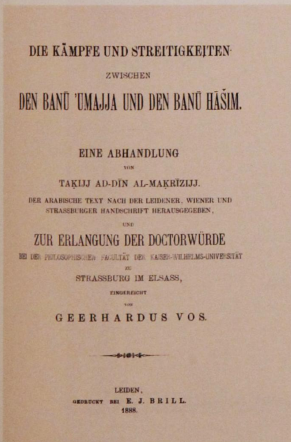 DIE KÄMPFE UND STREITIGKEITEN
ZWISCHEN
DEN BANŪ 'UMAJJA UND DEN BANŪ HĀŠIM.
EINE ABHANDLUNG
VON
TAḲIJJ AD-DĪN AL-MAḲRĪZIJJ.
DER ARABISCHE TEXT NACH DER LEIDENER, WIENER UND
STRASSBURGER HANDSCHRIFT HERAUSGEGEBEN,
UND
ZUR ERLANGUNG DER DOCTORWÜRDE
BEI DER PHILOSOPHISCHEN FACULTÄT DER KAISER-WILHELMS-UNIVERSITÄT
ZU
STRASSBURG IM ELSASS,
EINGEREICHT
VON
GEERHARDUS VOS.
LEIDEN,
GEDRUCKT BEI E. J. BRILL.
1888.